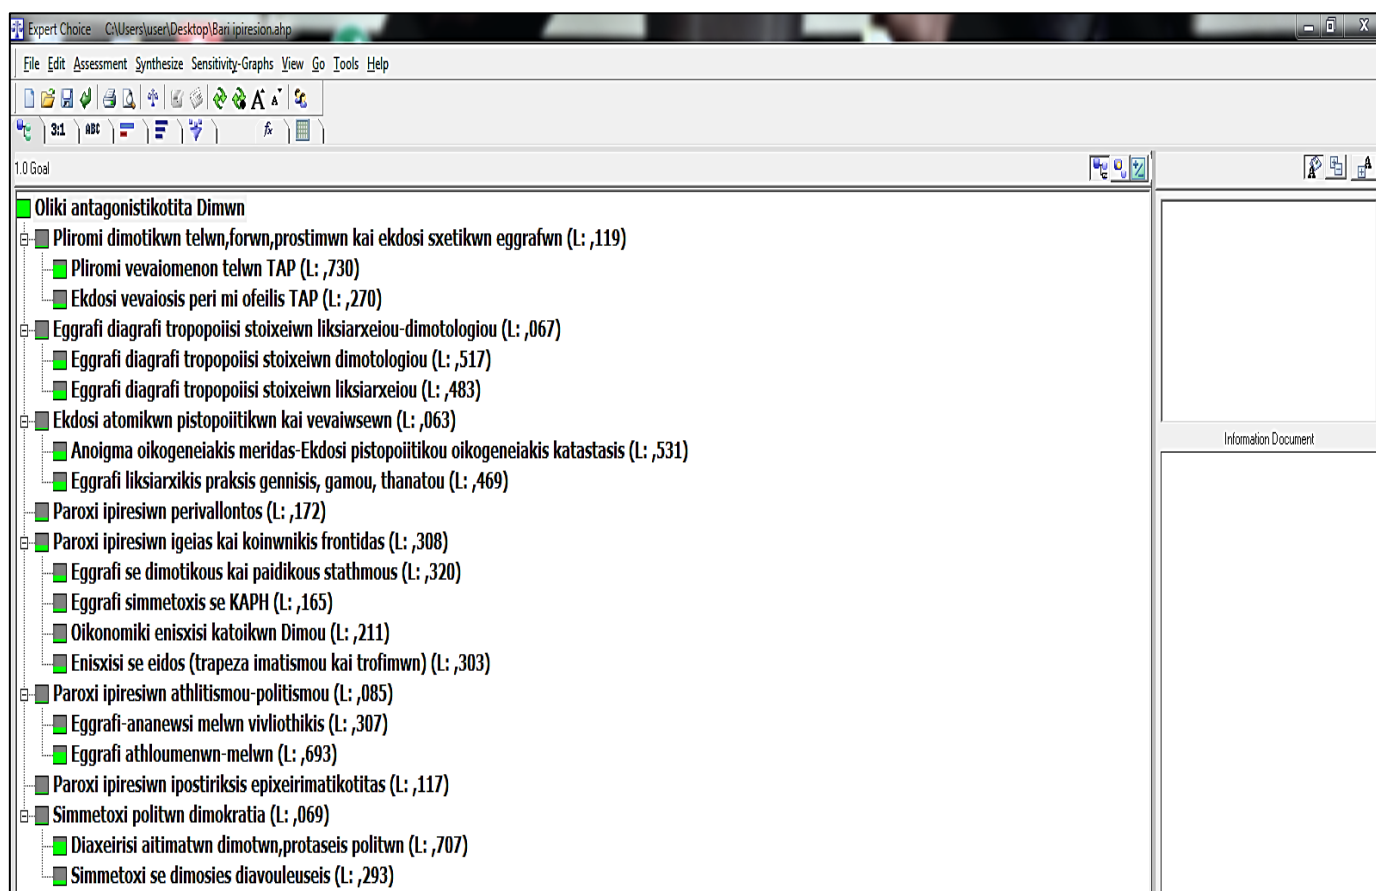 Expert Choice C:\Users\user\Desktop\Bari ipiresion.ahp
File Edit Assessment Synthesize Sensitivity-Graphs View Go Tools Help
A A
3:1 ABC fx
1.0 Goal
Oliki antagonistikotita Dimwn
Pliromi dimotikwn telwn,forwn,prostimwn kai ekdosi sxetikwn eggrafwn (L: ,119)
Pliromi vevaiomenon telwn TAP (L: ,730)
Ekdosi vevaiosis peri mi ofeilis TAP (L: ,270)
Eggrafi diagrafi tropopoiisi stoixeiwn liksiarxeiou-dimotologiou (L: ,067)
Eggrafi diagrafi tropopoiisi stoixeiwn dimotologiou (L: ,517)
Eggrafi diagrafi tropopoiisi stoixeiwn liksiarxeiou (L: ,483)
Ekdosi atomikwn pistopoiitikwn kai vevaiwsewn (L: ,063)
Anoigma oikogeneiakis meridas-Ekdosi pistopoiitikou oikogeneiakis katastasis (L: ,531)
Eggrafi liksiarxikis praksis gennisis, gamou, thanatou (L: ,469)
Paroxi ipiresiwn perivallontos (L: ,172)
Paroxi ipiresiwn igeias kai koinwnikis frontidas (L: ,308)
Eggrafi se dimotikous kai paidikous stathmous (L: ,320)
Eggrafi simmetoxis se KAPH (L: ,165)
Oikonomiki enisxisi katoikwn Dimou (L: ,211)
Enisxisi se eidos (trapeza imatismou kai trofimwn) (L: ,303)
Paroxi ipiresiwn athlitismou-politismou (L: ,085)
Eggrafi-ananewsi melwn vivliothikis (L: ,307)
Eggrafi athloumenwn-melwn (L: ,693)
Paroxi ipiresiwn ipostiriksis epixeirimatikotitas (L: ,117)
Simmetoxi politwn dimokratia (L: ,069)
Diaxeirisi aitimatwn dimotwn,protaseis politwn (L: ,707)
Simmetoxi se dimosies diavouleuseis (L: ,293)
Information Document